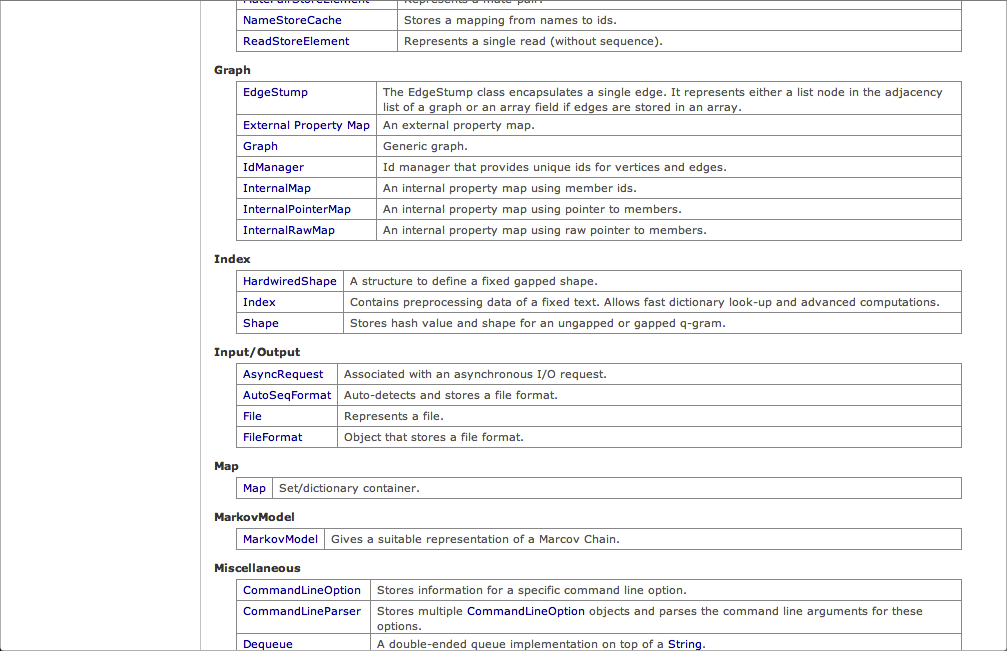 NameStoreCache Stores a mapping from names to ids.
ReadStoreElement Represents a single read (without sequence).
Graph
EdgeStump The EdgeStump class encapsulates a single edge. It represents either a list node in the adjacency
list of a graph or an array field if edges are stored in an array.
External Property Map An external property map.
Graph Generic graph.
IdManager Id manager that provides unique ids for vertices and edges.
InternalMap An internal property map using member ids.
InternalPointerMap An internal property map using pointer to members.
InternalRawMap An internal property map using raw pointer to members.
Index
HardwiredShape A structure to define a fixed gapped shape.
Index Contains preprocessing data of a fixed text. Allows fast dictionary look-up and advanced computations.
Shape Stores hash value and shape for an ungapped or gapped q-gram.
Input/Output
AsyncRequest Associated with an asynchronous I/O request.
AutoSeqFormat Auto-detects and stores a file format.
File Represents a file.
FileFormat Object that stores a file format.
Map
Map Set/dictionary container.
MarkovModel
MarkovModel Gives a suitable representation of a Marcov Chain.
Miscellaneous
CommandLineOption Stores information for a specific command line option.
CommandLineParser Stores multiple CommandLineOption objects and parses the command line arguments for these
options.
Dequeue A double-ended queue implementation on top of a String.